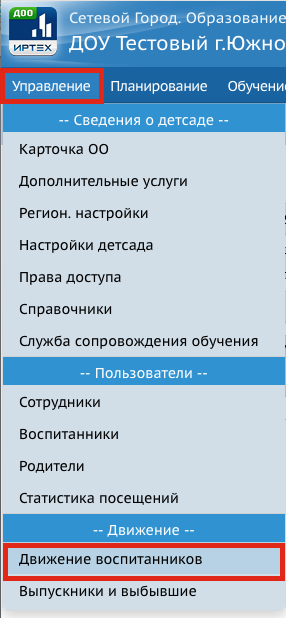 ДОО
ИРТЕХ
Сетевой Город. Образование
ДОУ Тестовый г.Южно
Управление Планирование Обучени
-- Сведения о детсаде --
Карточка ОО
Дополнительные услуги
Регион. настройки
Настройки детсада
Права доступа
Справочники
Служба сопровождения обучения
-- Пользователи --
Сотрудники
Воспитанники
Родители
Статистика посещений
-- Движение --
Движение воспитанников
Выпускники и выбывшие